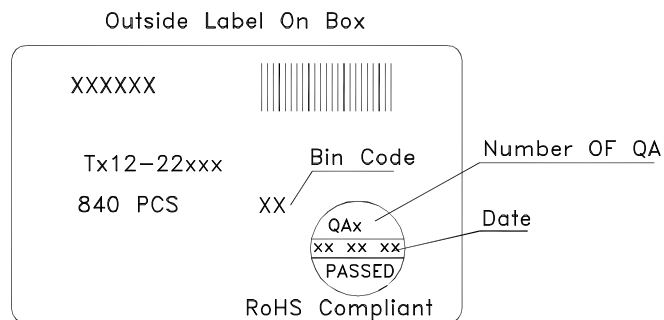 Outside Label On Box
XXXXXX
Tx12-22xxx
Bin Code
Number OF QA
840 PCS
XX
QAx
Date
xx xx xx
PASSED
RoHS Compliant